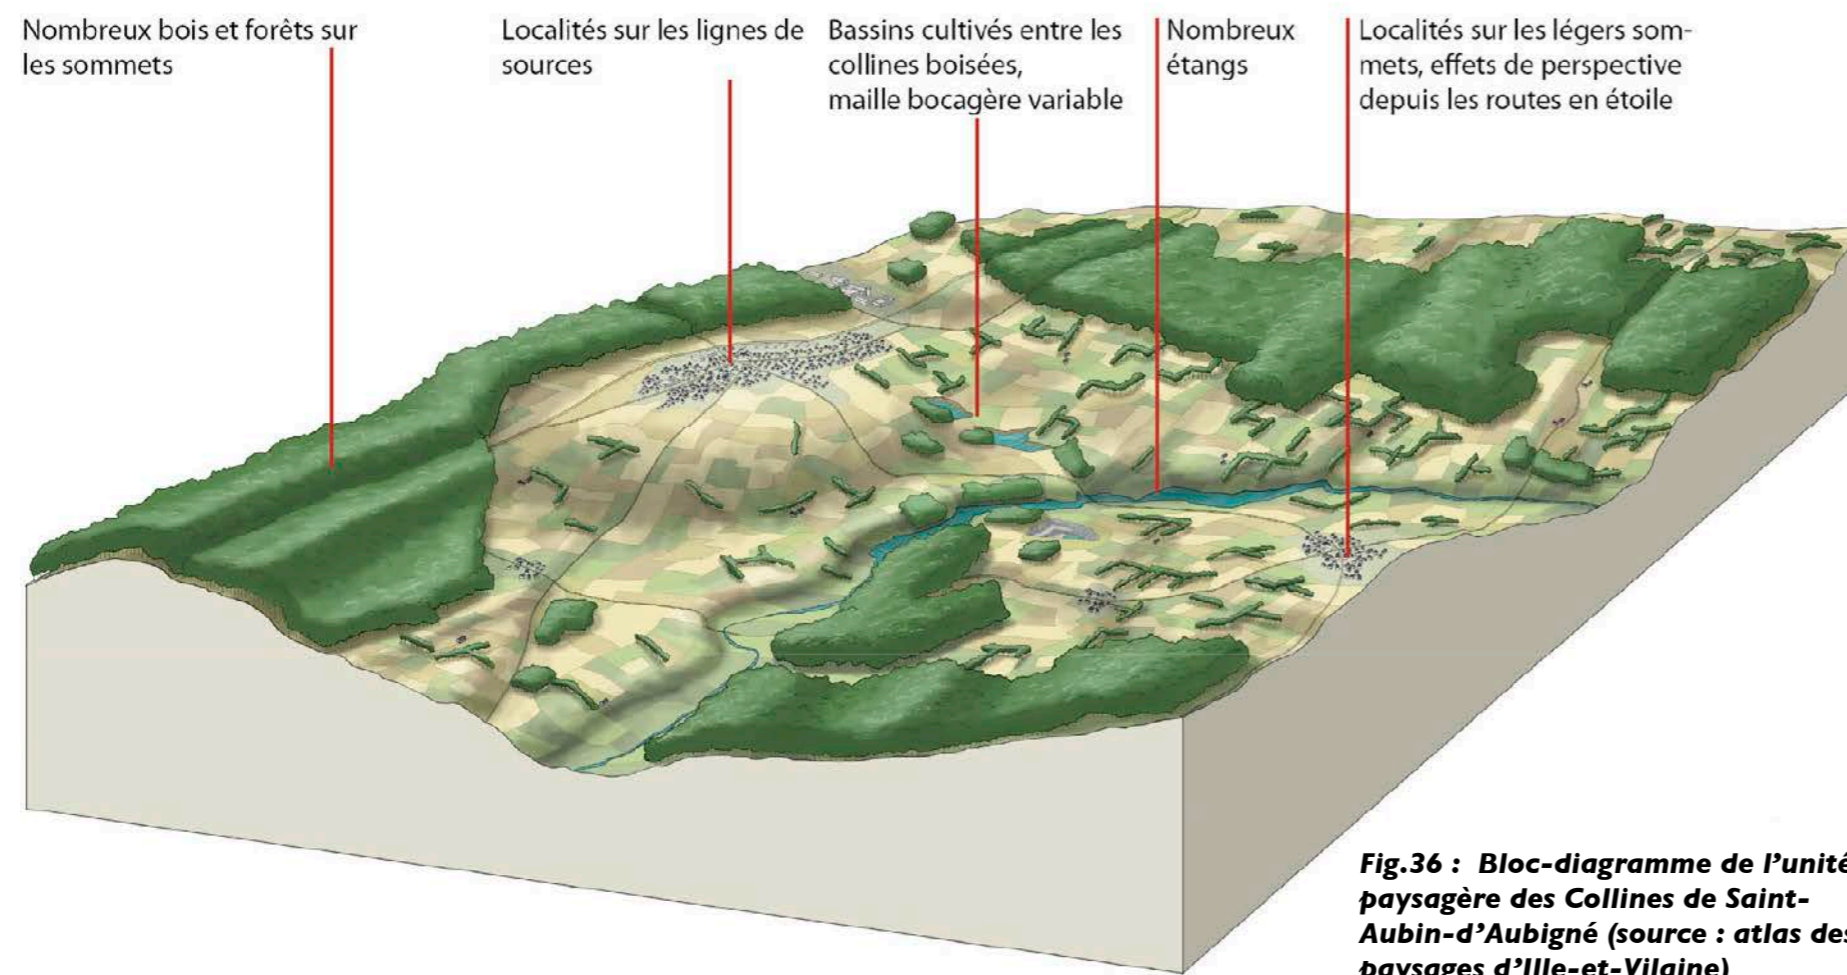 Nombreux bois et forêts sur
les sommets
Localités sur les lignes de
sources
Bassins cultivés entre les
collines boisées,
maille bocagère variable
Nombreux
étangs
Localités sur les légers som-
mets, effets de perspective
depuis les routes en étoile
Fig.36 : Bloc-diagramme de l'unité
paysagère des Collines de Saint-
Aubin-d'Aubigné (source : atlas des
paysages d'Ille-et-Vilaine)